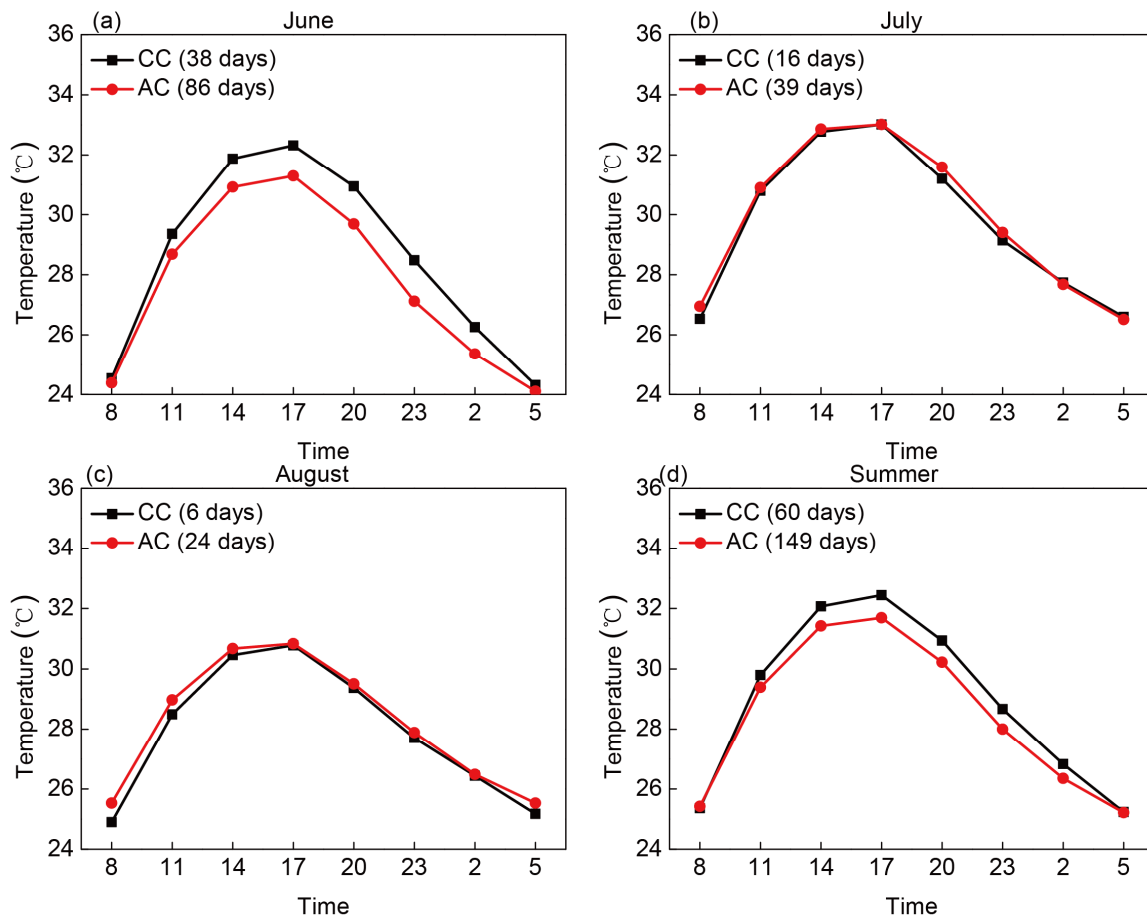 (a) June
CC (38 days)
AC (86 days)
36
34
32
30
28
26
24
Temperature (℃)
8 11 14 17 20 23 2 5
Time
(b) July
CC (16 days)
AC (39 days)
36
34
32
30
28
26
24
Temperature (℃)
8 11 14 17 20 23 2 5
Time
(c) August
CC (6 days)
AC (24 days)
36
34
32
30
28
26
24
Temperature (℃)
8 11 14 17 20 23 2 5
Time
(d) Summer
CC (60 days)
AC (149 days)
36
34
32
30
28
26
24
Temperature (℃)
8 11 14 17 20 23 2 5
Time